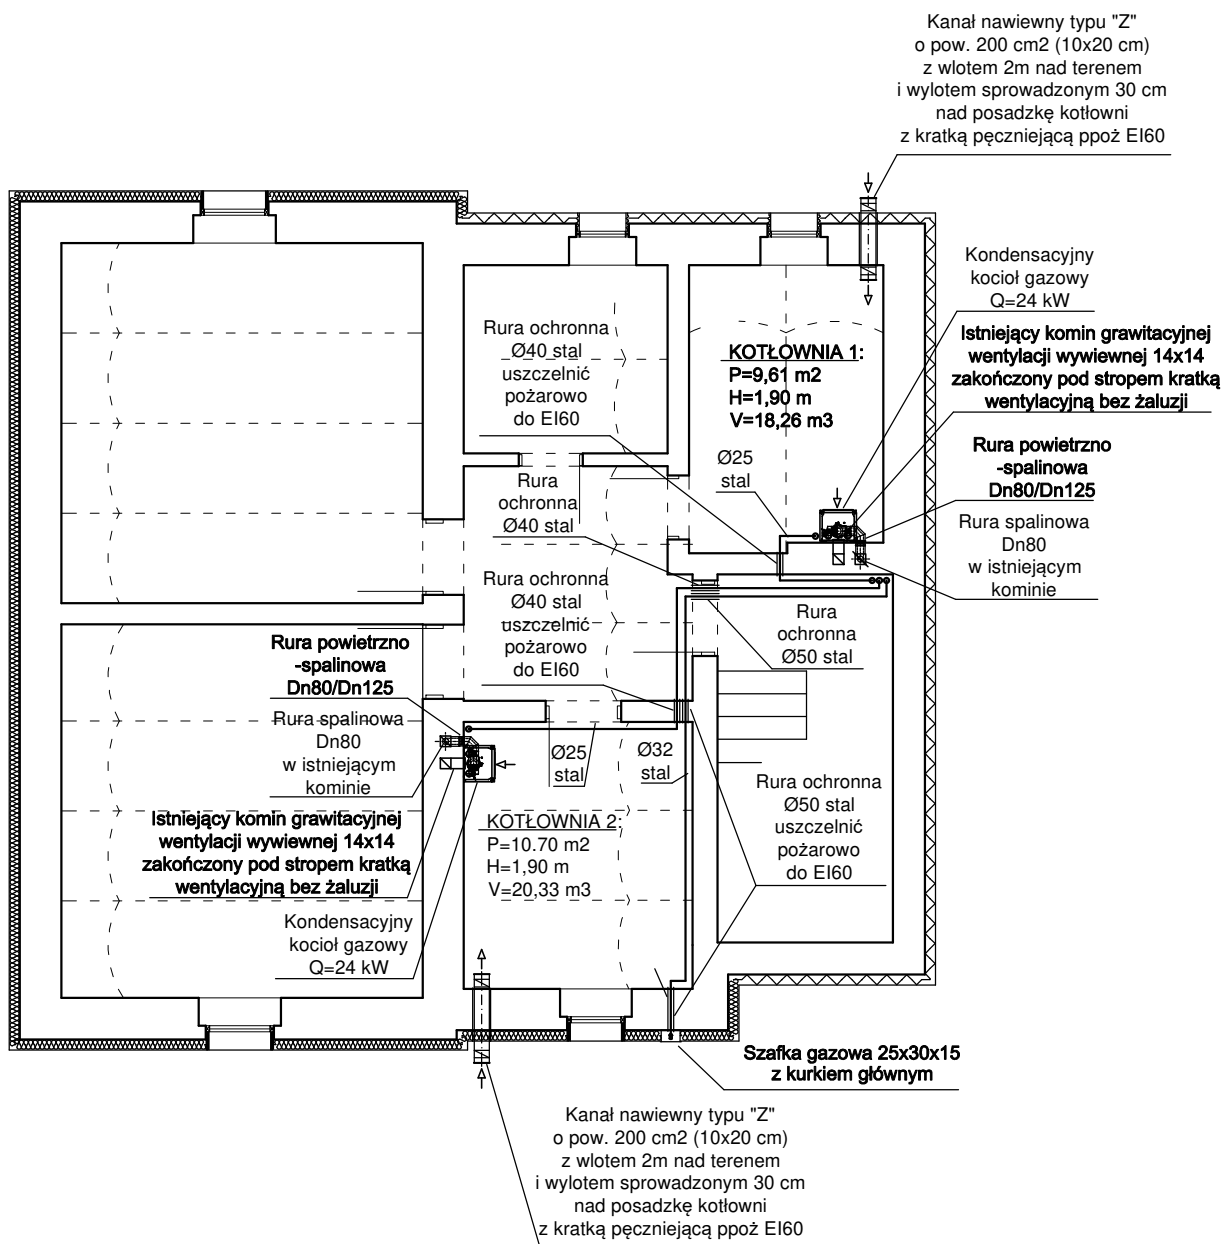 Kanał nawiewny typu "Z"
o pow. 200 cm2 (10x20 cm)
z wlotem 2m nad terenem
i wylotem sprowadzonym 30 cm
nad posadzkę kotłowni
z kratką pęczniejącą ppoż EI60
Kondensacyjny
kocioł gazowy
Q=24 kW
Istniejący komin grawitacyjnej
wentylacji wywiewnej 14x14
zakończony pod stropem kratką
wentylacyjną bez żaluzji
Rura ochronna
Ø40 stal
uszczelnić
pożarowo
do EI60
KOTŁOWNIA 1:
P=9,61 m2
H=1,90 m
V=18,26 m3
Ø25
stal
Rura powietrzno
-spalinowa
Dn80/Dn125
Rura
ochronna
Ø40 stal
Rura spalinowa
Dn80
w istniejącym
kominie
Rura ochronna
Ø40 stal
uszczelnić
pożarowo
do EI60
Rura
ochronna
Ø50 stal
Rura powietrzno
-spalinowa
Dn80/Dn125
Rura spalinowa
Dn80
w istniejącym
kominie
Ø25
stal
Ø32
stal
Rura ochronna
Ø50 stal
uszczelnić
pożarowo
do EI60
Istniejący komin grawitacyjnej
wentylacji wywiewnej 14x14
zakończony pod stropem kratką
wentylacyjną bez żaluzji
KOTŁOWNIA 2:
P=10.70 m2
H=1,90 m
V=20,33 m3
Kondensacyjny
kocioł gazowy
Q=24 kW
Szafka gazowa 25x30x15
z kurkiem głównym
Kanał nawiewny typu "Z"
o pow. 200 cm2 (10x20 cm)
z wlotem 2m nad terenem
i wylotem sprowadzonym 30 cm
nad posadzkę kotłowni
z kratką pęczniejącą ppoż EI60